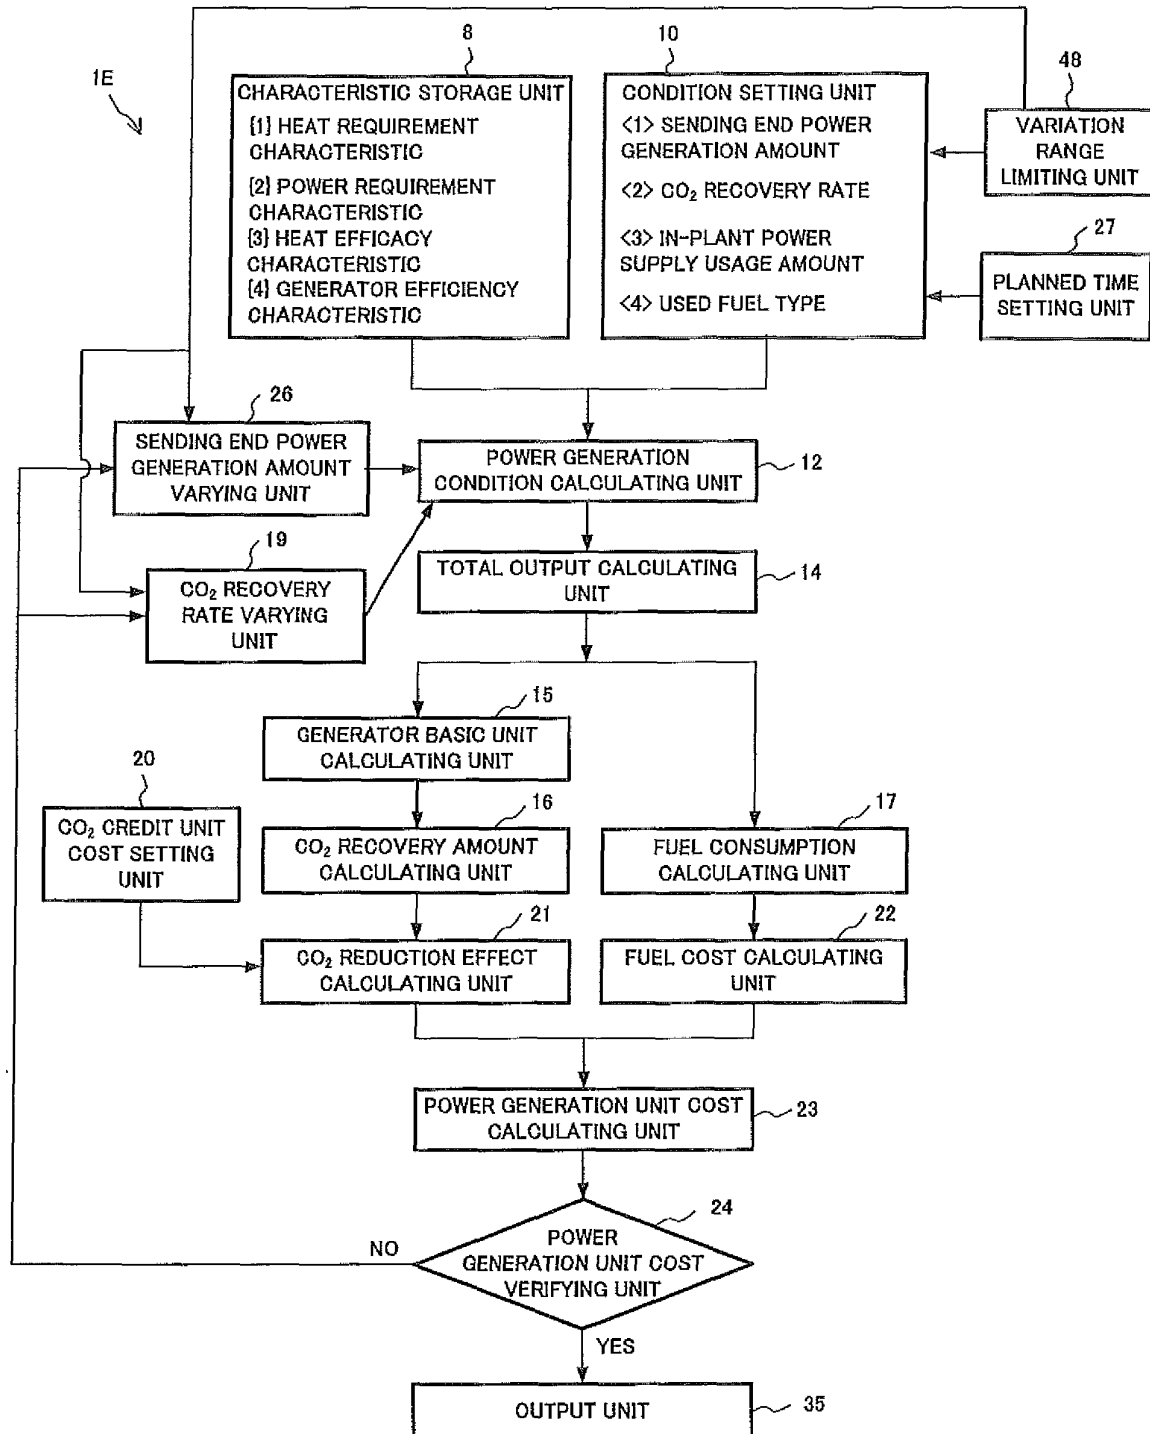 1E
8
CHARACTERISTIC STORAGE UNIT
{1} HEAT REQUIREMENT
CHARACTERISTIC
{2} POWER REQUIREMENT
CHARACTERISTIC
{3} HEAT EFFICACY
CHARACTERISTIC
{4} GENERATOR EFFICIENCY
CHARACTERISTIC
10
CONDITION SETTING UNIT
<1> SENDING END POWER
GENERATION AMOUNT
<2> CO₂ RECOVERY RATE
<3> IN-PLANT POWER
SUPPLY USAGE AMOUNT
<4> USED FUEL TYPE
48
VARIATION
RANGE
LIMITING UNIT
27
PLANNED TIME
SETTING UNIT
26
SENDING END POWER
GENERATION AMOUNT
VARYING UNIT
POWER GENERATION
CONDITION CALCULATING UNIT
12
19
CO₂ RECOVERY
RATE VARYING
UNIT
TOTAL OUTPUT CALCULATING
UNIT
14
15
GENERATOR BASIC UNIT
CALCULATING UNIT
20
CO₂ CREDIT UNIT
COST SETTING
UNIT
16
CO₂ RECOVERY AMOUNT
CALCULATING UNIT
17
FUEL CONSUMPTION
CALCULATING UNIT
21
CO₂ REDUCTION EFFECT
CALCULATING UNIT
22
FUEL COST CALCULATING
UNIT
POWER GENERATION UNIT COST
CALCULATING UNIT
23
24
POWER
GENERATION UNIT COST
VERIFYING UNIT
NO
YES
OUTPUT UNIT
35